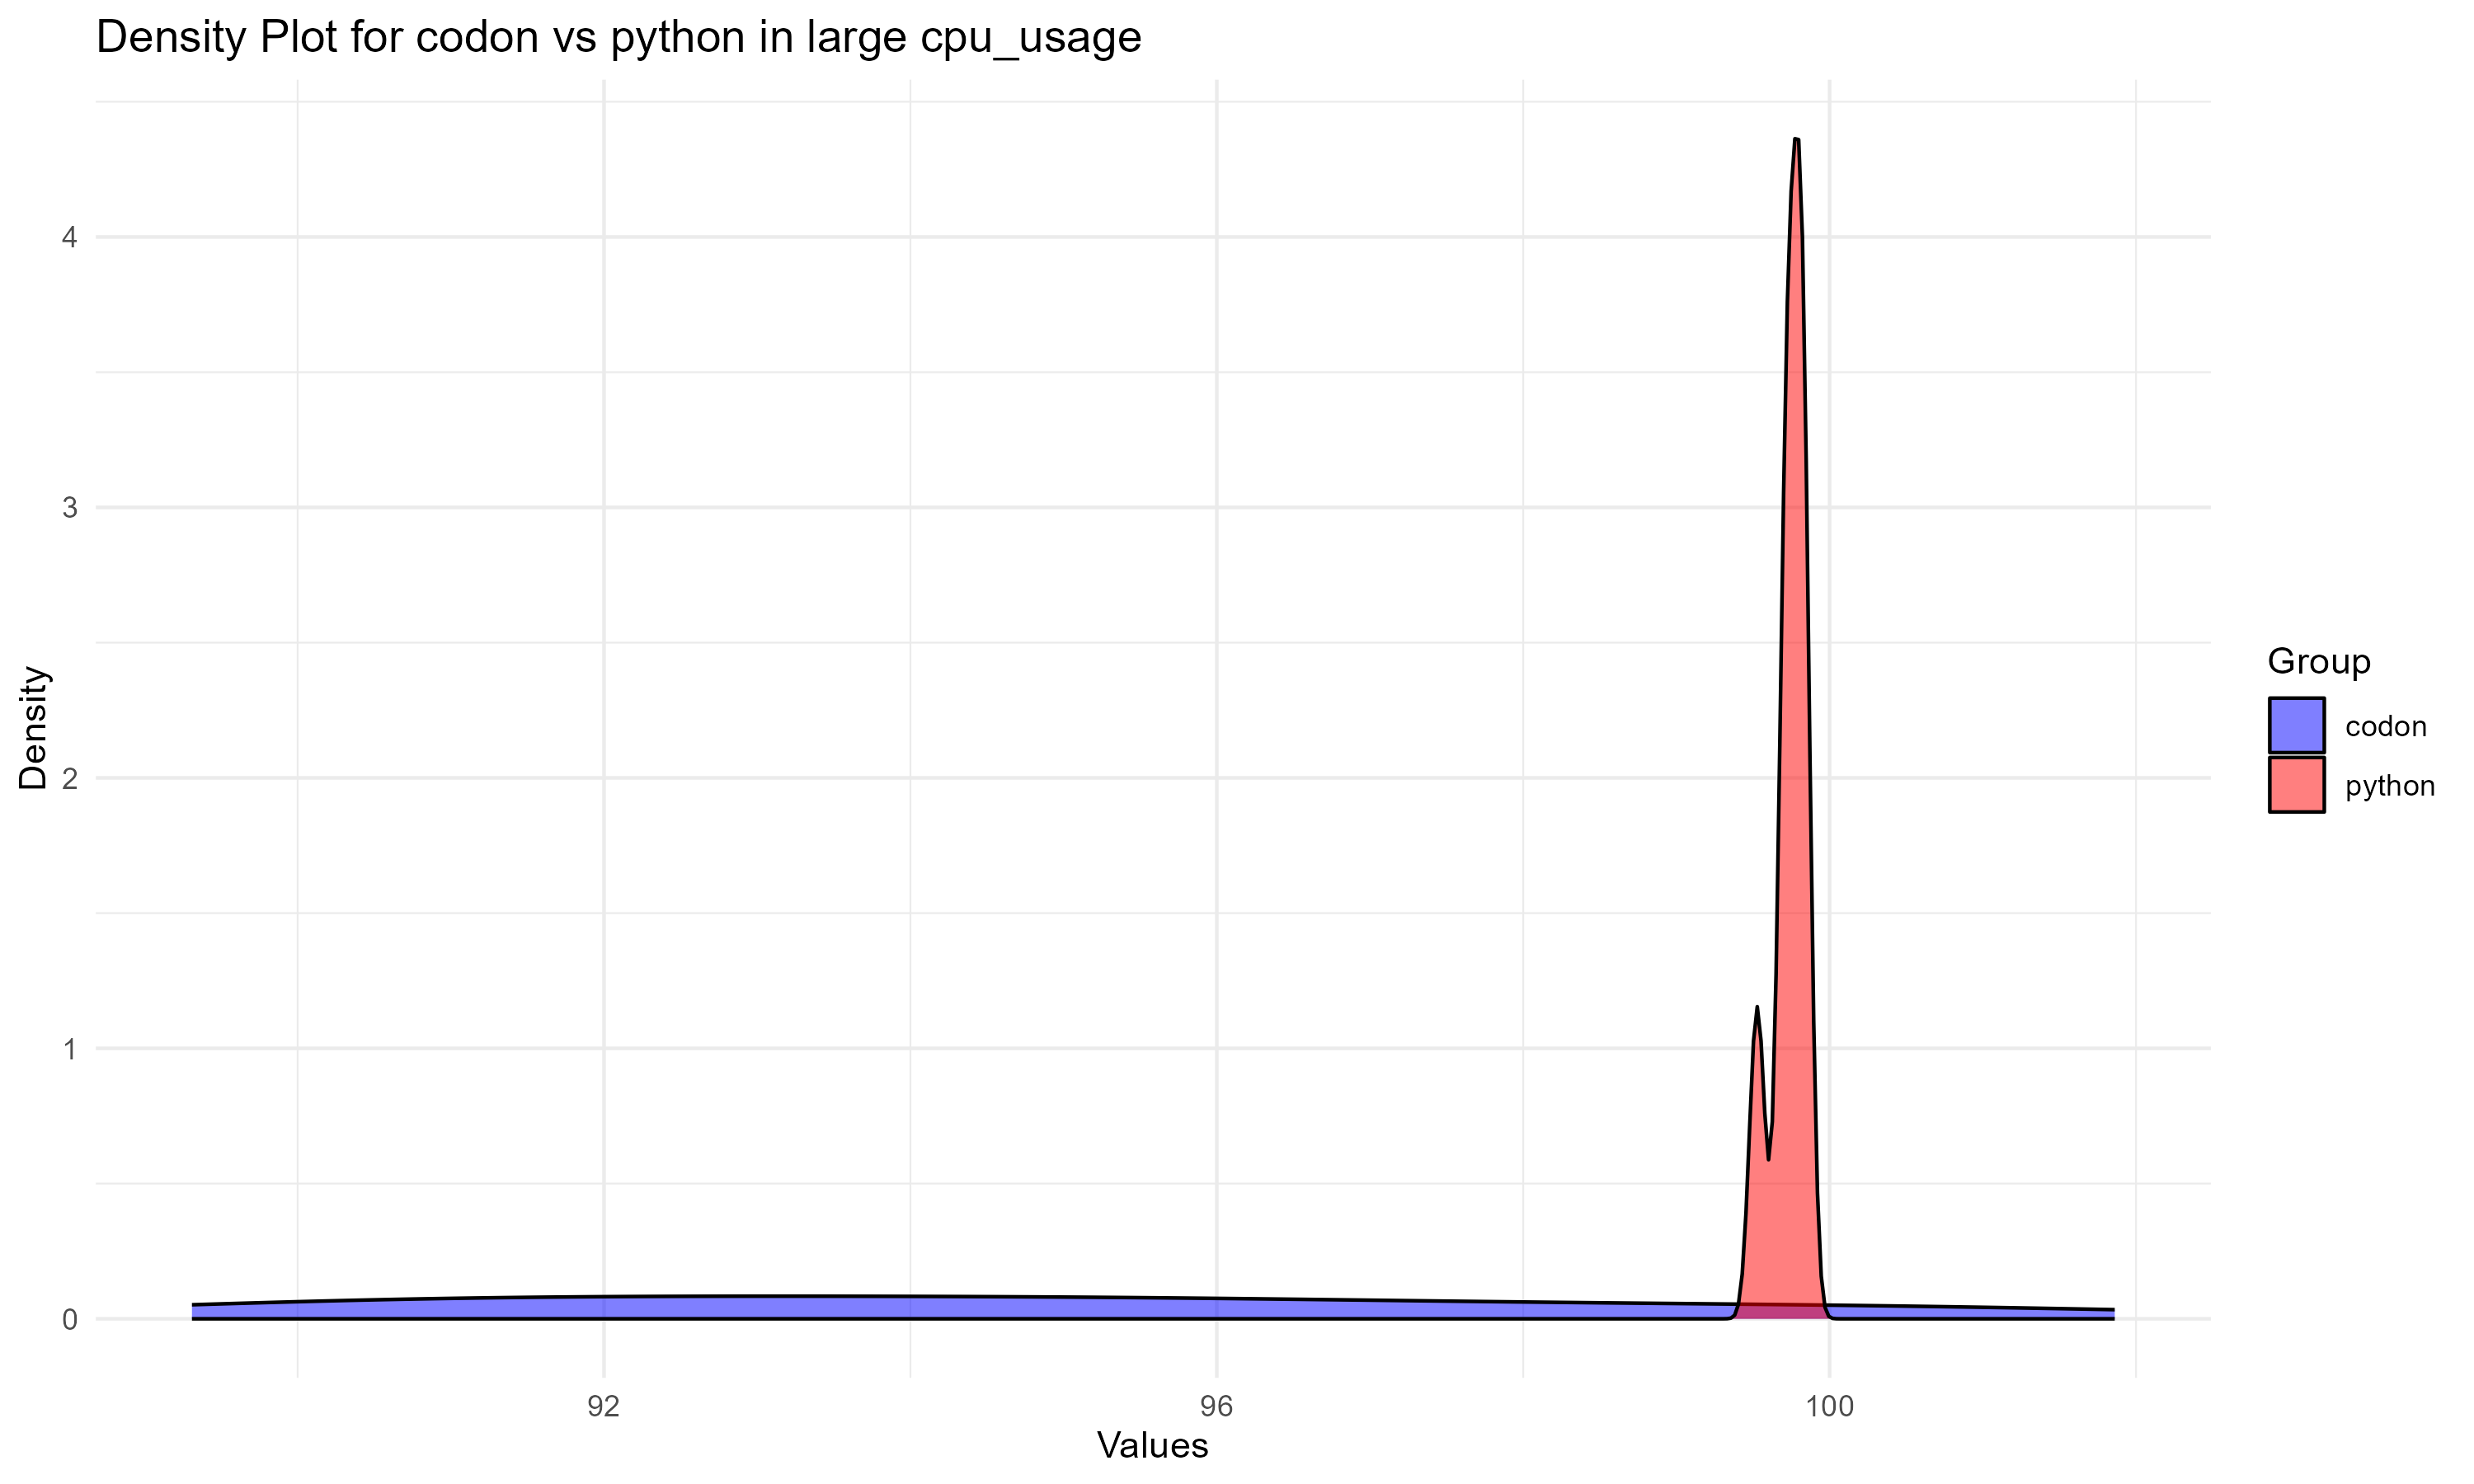 Density Plot for codon vs python in large cpu_usage
Density
4
3
2
1
0
92
96
100
Values
Group
codon
python